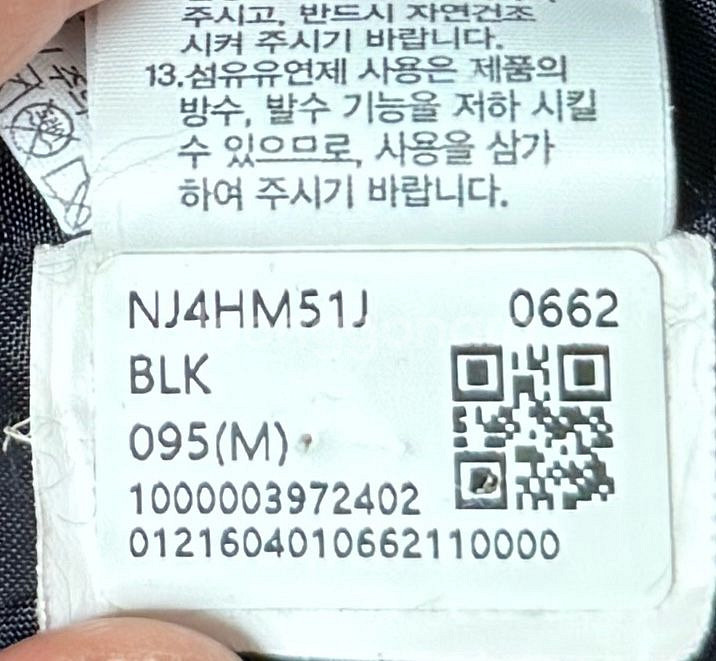 주시고, 반드시 자연건조
시켜 주시기 바랍니다.
13.섬유유연제 사용은 제품의
방수, 발수 기능을 저하 시킬
수 있으므로, 사용을 삼가
하여 주시기 바랍니다.
NJ4HM51J 0662
BLK
095(M)
1000003972402
0121604010662110000